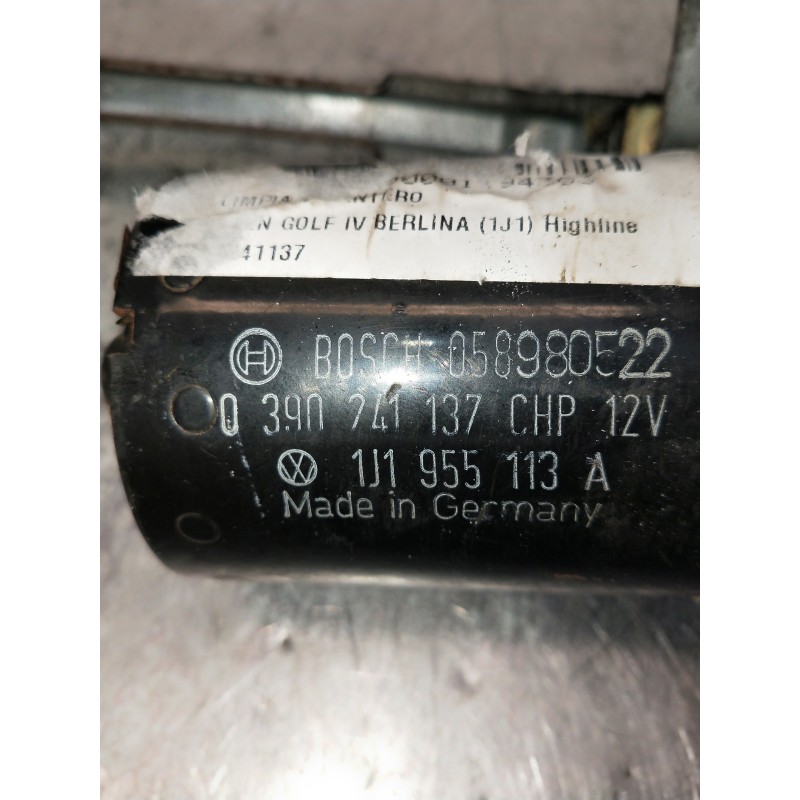 GOLF IV BERLINA (1J1) Highline
41137
BOSCH 058980522
0 390 241 137 CHP 12V
1J1 955 113 A
Made in Germany